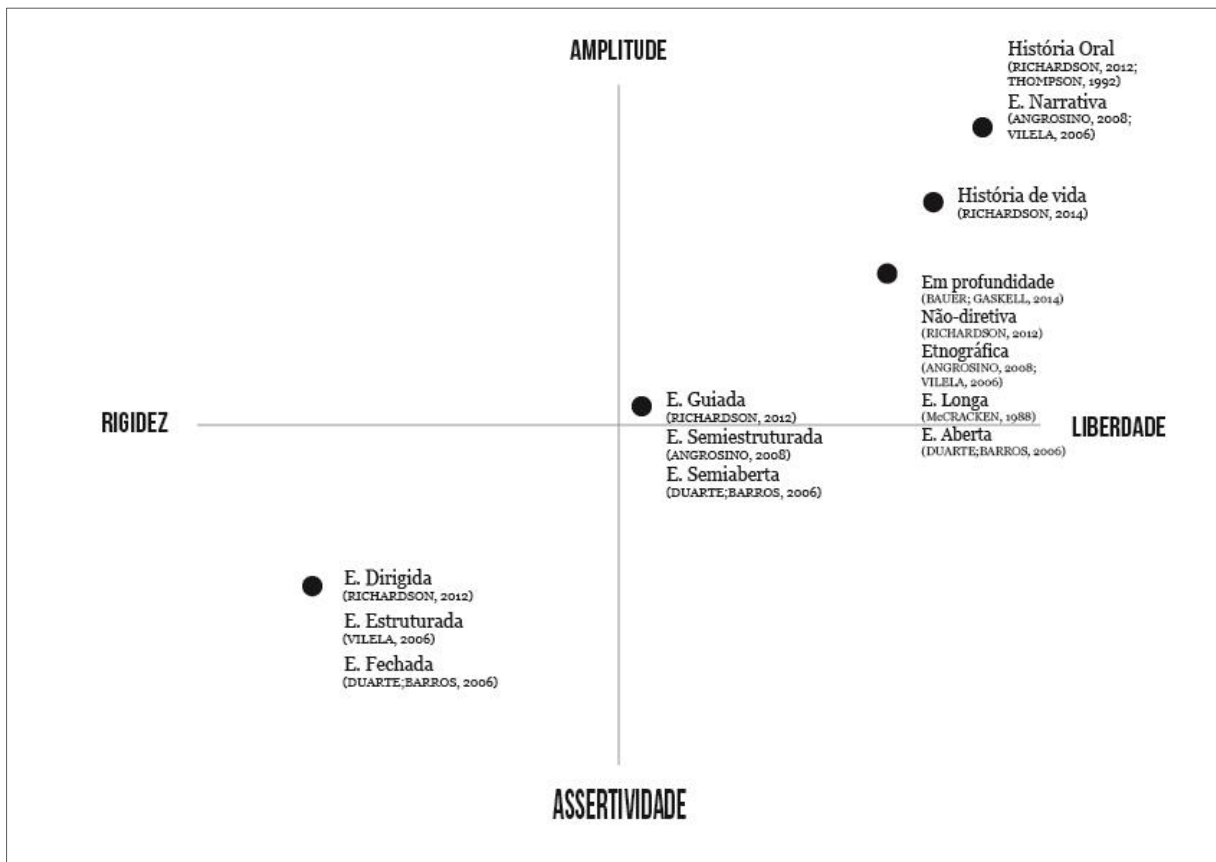 AMPLITUDE
História Oral
(RICHARDSON, 2012;
THOMPSON, 1992)
E. Narrativa
(ANGROSINO, 2008;
VILELA, 2006)
História de vida
(RICHARDSON, 2014)
Em profundidade
(BAUER; GASKELL, 2014)
Não-diretiva
(RICHARDSON, 2012)
Etnográfica
(ANGROSINO, 2008;
VILELA, 2006)
E. Longa
(McCRACKEN, 1988)
E. Aberta
(DUARTE;BARROS, 2006)
RIGIDEZ
LIBERDADE
E. Guiada
(RICHARDSON, 2012)
E. Semiestruturada
(ANGROSINO, 2008)
E. Semiaberta
(DUARTE;BARROS, 2006)
E. Dirigida
(RICHARDSON, 2012)
E. Estruturada
(VILELA, 2006)
E. Fechada
(DUARTE;BARROS, 2006)
ASSERTIVIDADE